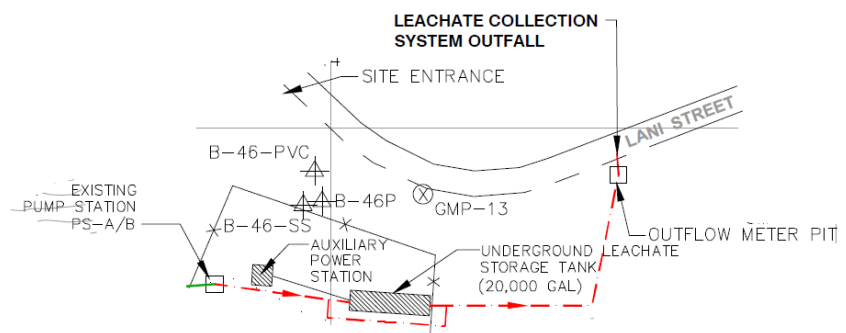 LEACHATE COLLECTION
SYSTEM OUTFALL
SITE ENTRANCE
LANI STREET
B-46-PVC
B-46P
GMP-13
EXISTING
PUMP STATION
PS-A/B
B-46-SS
AUXILIARY
POWER
STATION
UNDERGROUND LEACHATE
STORAGE TANK
(20,000 GAL)
OUTFLOW METER PIT